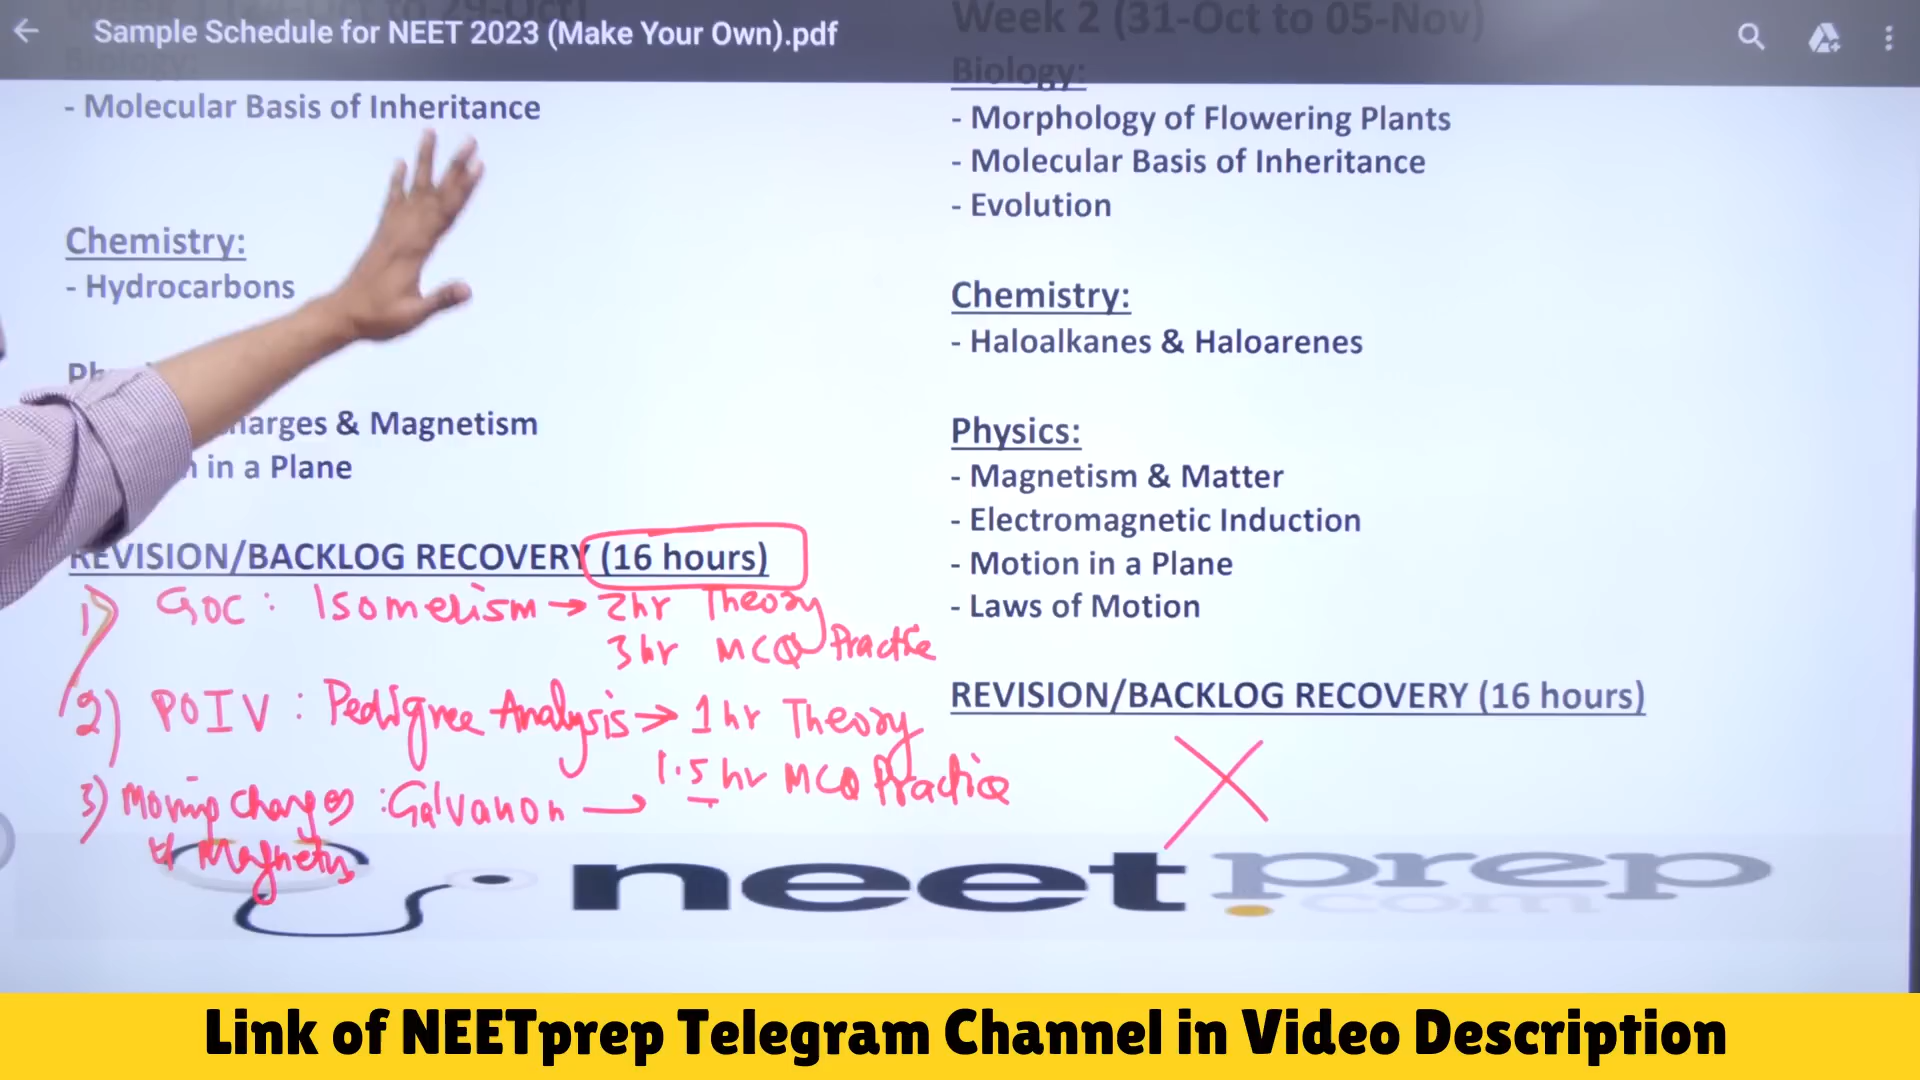 Sample Schedule for NEET 2023 (Make Your Own).pdf
- Molecular Basis of Inheritance
Chemistry:
- Hydrocarbons
harges & Magnetism
in a Plane
REVISION/BACKLOG RECOVERY (16 hours)
1) GOC : Isomerism → 2hr Theory
3hr MCQ Practice
2) POIV : Pedigree Analysis → 1hr Theory
1.5hr MCQ Practice
3) Moving Charges : Galvanon →
& Magnetis
Week 2 (31-Oct to 05-Nov)
Biology:
- Morphology of Flowering Plants
- Molecular Basis of Inheritance
- Evolution
Chemistry:
- Haloalkanes & Haloarenes
Physics:
- Magnetism & Matter
- Electromagnetic Induction
- Motion in a Plane
- Laws of Motion
REVISION/BACKLOG RECOVERY (16 hours)
neetprep
.com
Link of NEETprep Telegram Channel in Video Description